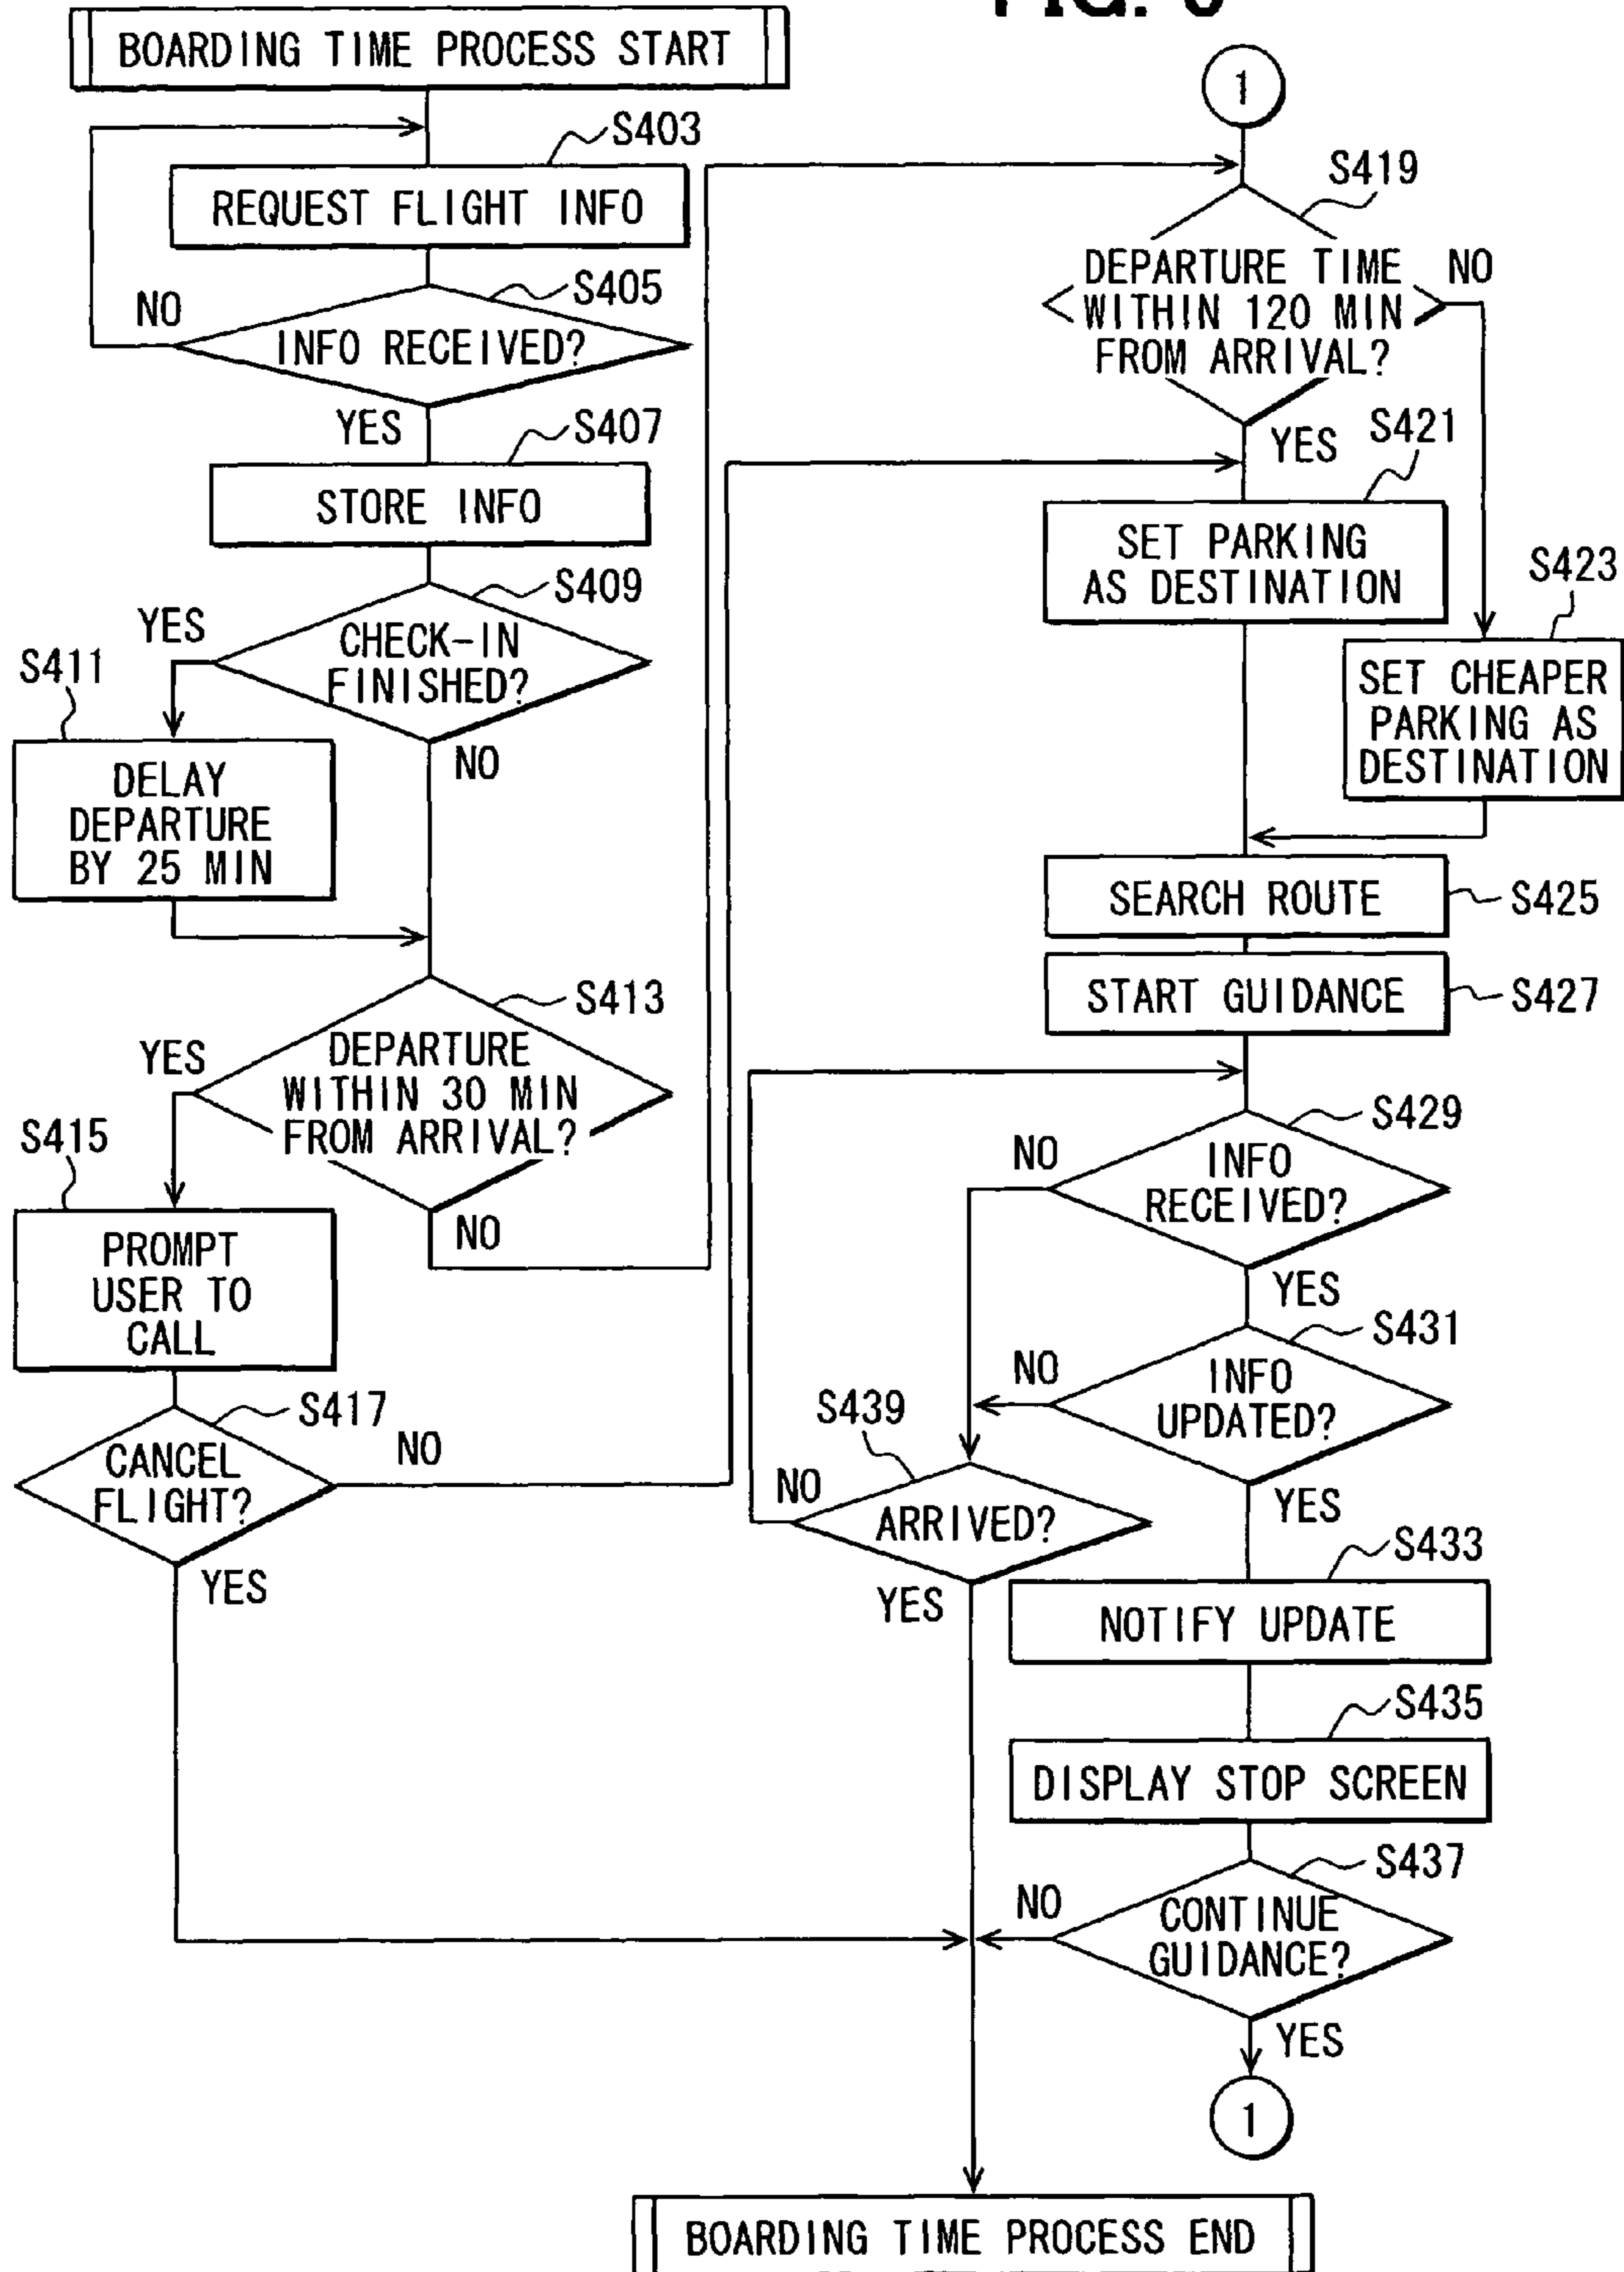 BOARDING TIME PROCESS START
S403
REQUEST FLIGHT INFO
S405
NO
INFO RECEIVED?
YES
S407
STORE INFO
S409
YES
CHECK-IN
FINISHED?
S411
NO
DELAY
DEPARTURE
BY 25 MIN
S413
YES
DEPARTURE
WITHIN 30 MIN
FROM ARRIVAL?
S415
NO
PROMPT
USER TO
CALL
S417
NO
CANCEL
FLIGHT?
YES
1
S419
DEPARTURE TIME
WITHIN 120 MIN
FROM ARRIVAL?
NO
YES
S421
SET PARKING
AS DESTINATION
S423
SET CHEAPER
PARKING AS
DESTINATION
SEARCH ROUTE
S425
START GUIDANCE
S427
S429
NO
INFO
RECEIVED?
YES
S431
NO
INFO
UPDATED?
S439
NO
ARRIVED?
YES
YES
S433
NOTIFY UPDATE
S435
DISPLAY STOP SCREEN
S437
NO
CONTINUE
GUIDANCE?
YES
1
BOARDING TIME PROCESS END